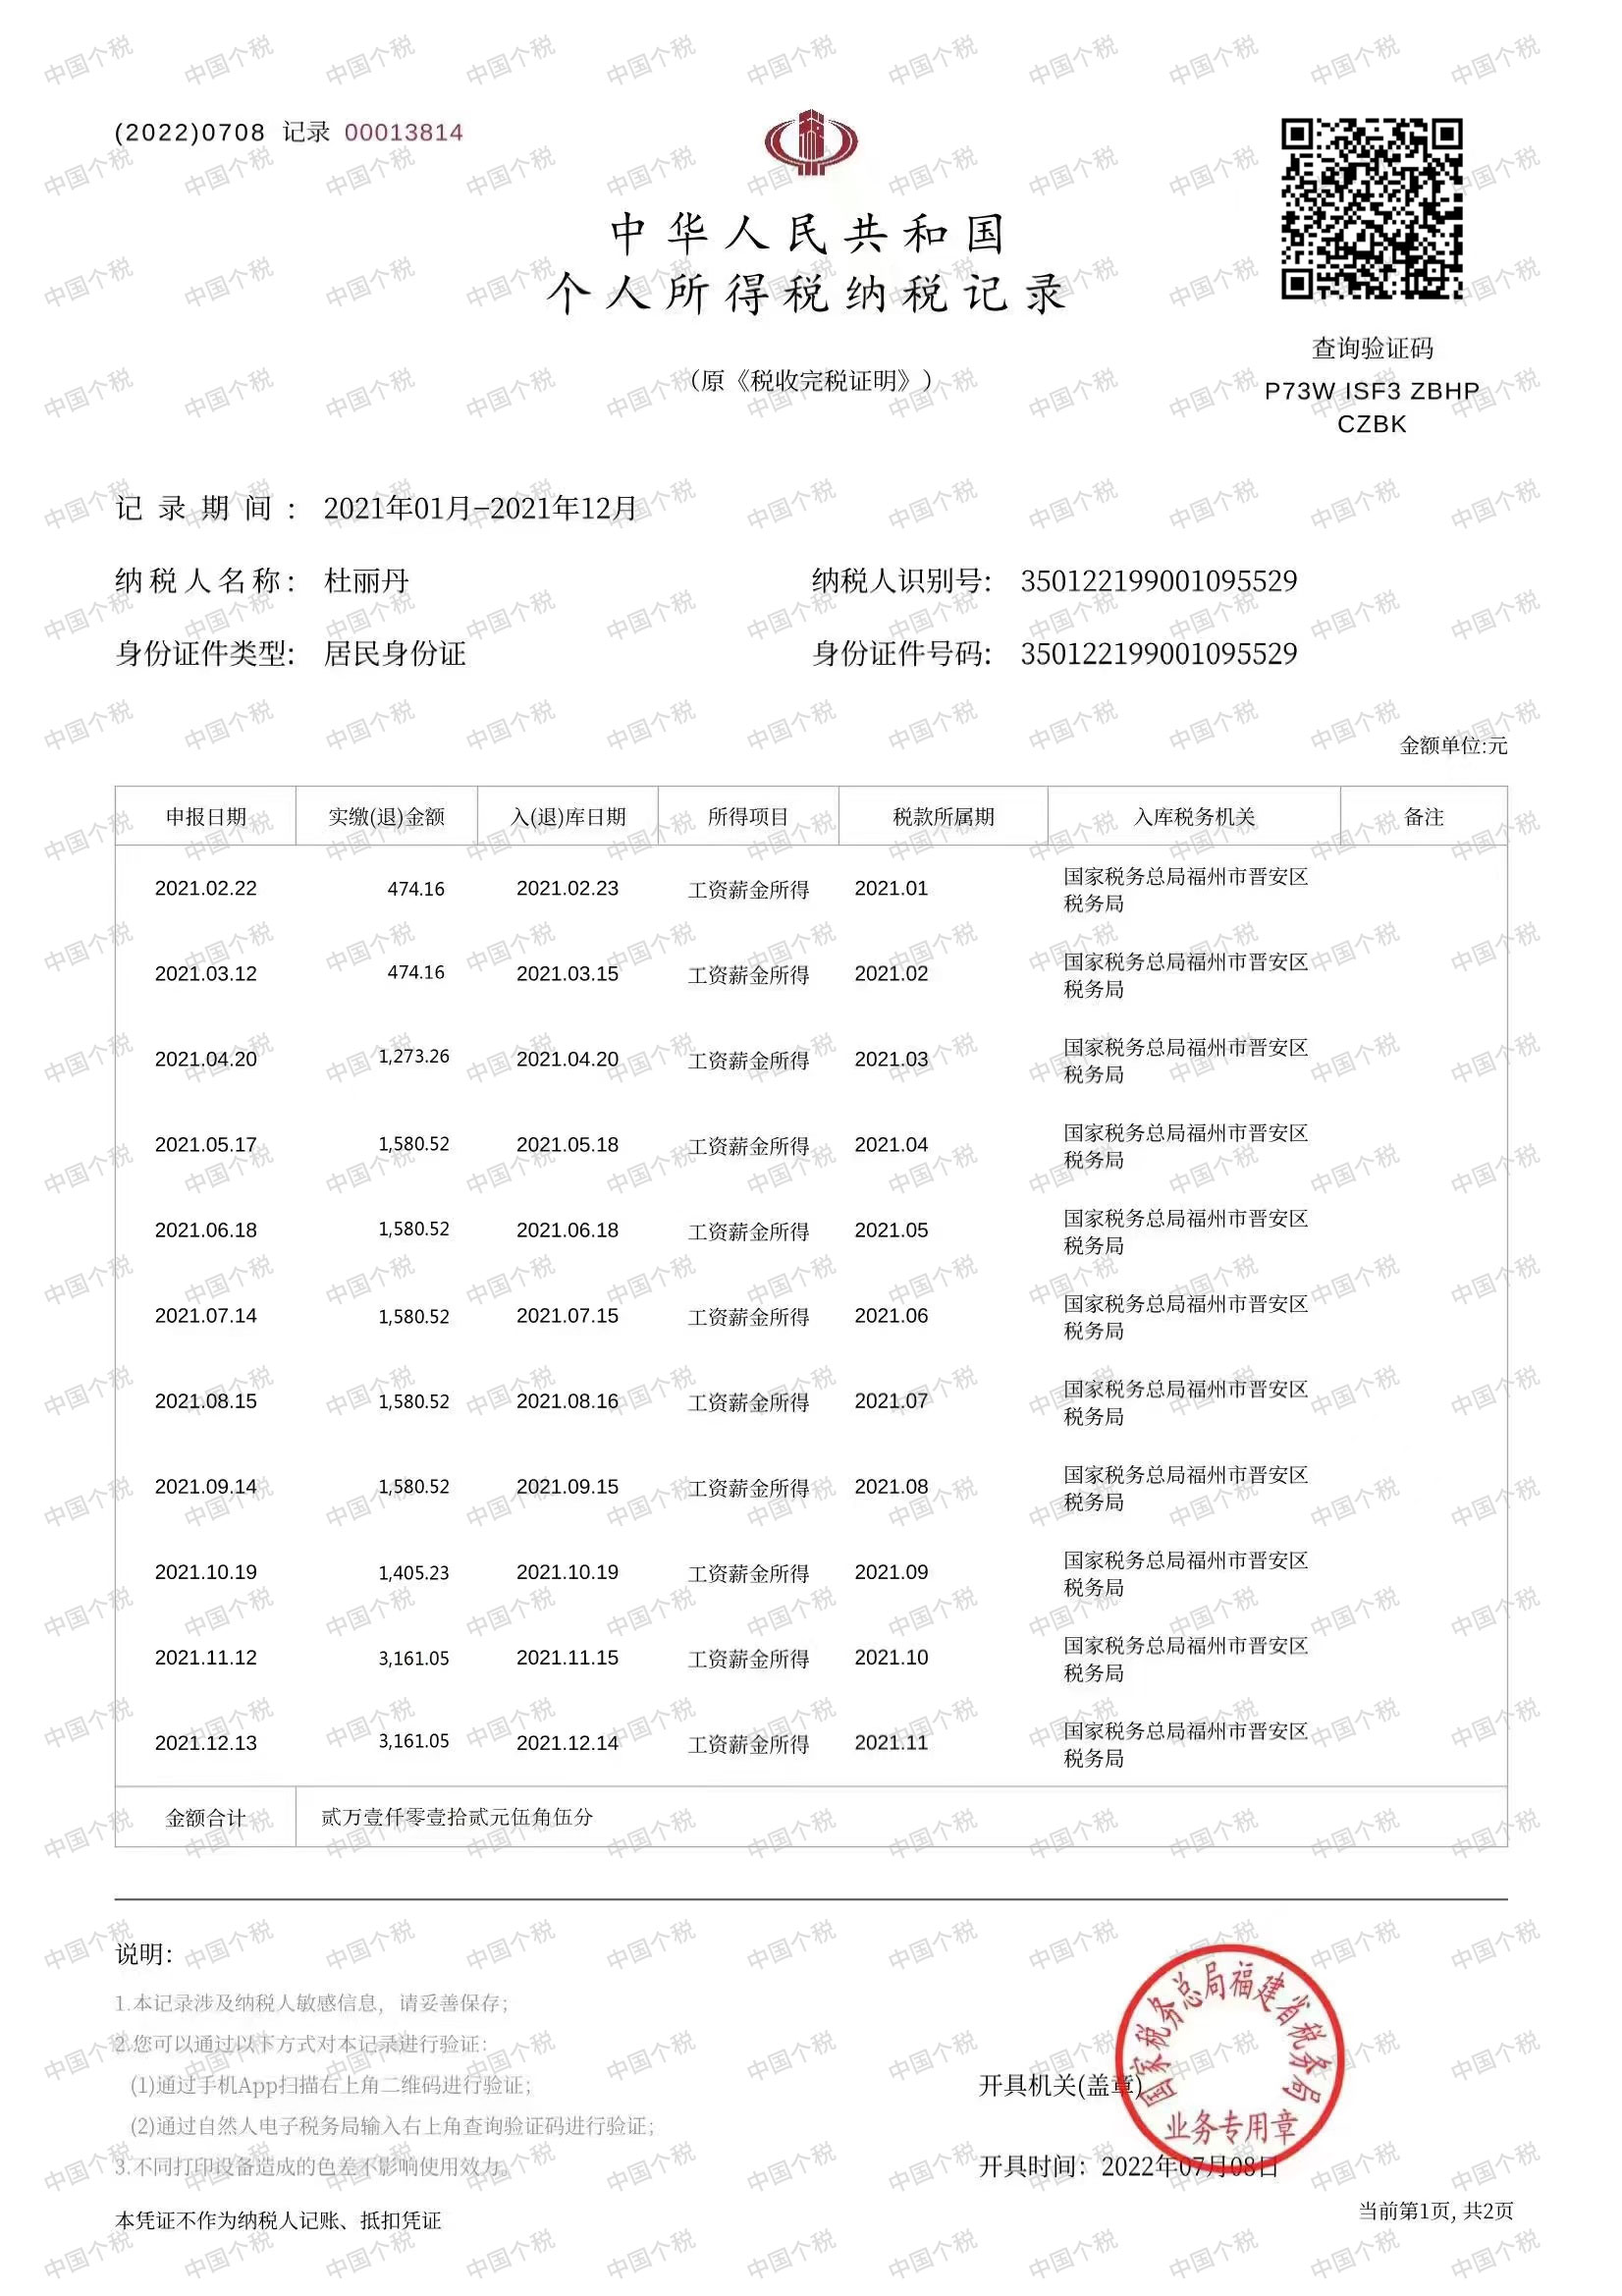 (2022)0708 记录 00013814
中华人民共和国
个人所得税纳税记录
（原《税收完税证明》）
查询验证码
P73W ISF3 ZBHP
CZBK
记录期间: 2021年01月-2021年12月
纳税人名称: 杜丽丹 纳税人识别号: 350122199001095529
身份证件类型: 居民身份证 身份证件号码: 350122199001095529
金额单位:元
申报日期 实缴(退)金额 入(退)库日期 所得项目 税款所属期 入库税务机关 备注
2021.02.22 474.16 2021.02.23 工资薪金所得 2021.01 国家税务总局福州市晋安区
税务局
2021.03.12 474.16 2021.03.15 工资薪金所得 2021.02 国家税务总局福州市晋安区
税务局
2021.04.20 1,273.26 2021.04.20 工资薪金所得 2021.03 国家税务总局福州市晋安区
税务局
2021.05.17 1,580.52 2021.05.18 工资薪金所得 2021.04 国家税务总局福州市晋安区
税务局
2021.06.18 1,580.52 2021.06.18 工资薪金所得 2021.05 国家税务总局福州市晋安区
税务局
2021.07.14 1,580.52 2021.07.15 工资薪金所得 2021.06 国家税务总局福州市晋安区
税务局
2021.08.15 1,580.52 2021.08.16 工资薪金所得 2021.07 国家税务总局福州市晋安区
税务局
2021.09.14 1,580.52 2021.09.15 工资薪金所得 2021.08 国家税务总局福州市晋安区
税务局
2021.10.19 1,405.23 2021.10.19 工资薪金所得 2021.09 国家税务总局福州市晋安区
税务局
2021.11.12 3,161.05 2021.11.15 工资薪金所得 2021.10 国家税务总局福州市晋安区
税务局
2021.12.13 3,161.05 2021.12.14 工资薪金所得 2021.11 国家税务总局福州市晋安区
税务局
金额合计 贰万壹仟零壹拾贰元伍角伍分
说明:
1.本记录涉及纳税人敏感信息，请妥善保存;
2.您可以通过以下方式对本记录进行验证:
(1)通过手机App扫描右上角二维码进行验证;
(2)通过自然人电子税务局输入右上角查询验证码进行验证;
3.不同打印设备造成的色差不影响使用效力。
本凭证不作为纳税人记账、抵扣凭证
国家税务总局福建省税务局
业务专用章
开具机关(盖章)
开具时间: 2022年07月08日
当前第1页, 共2页
中国个税